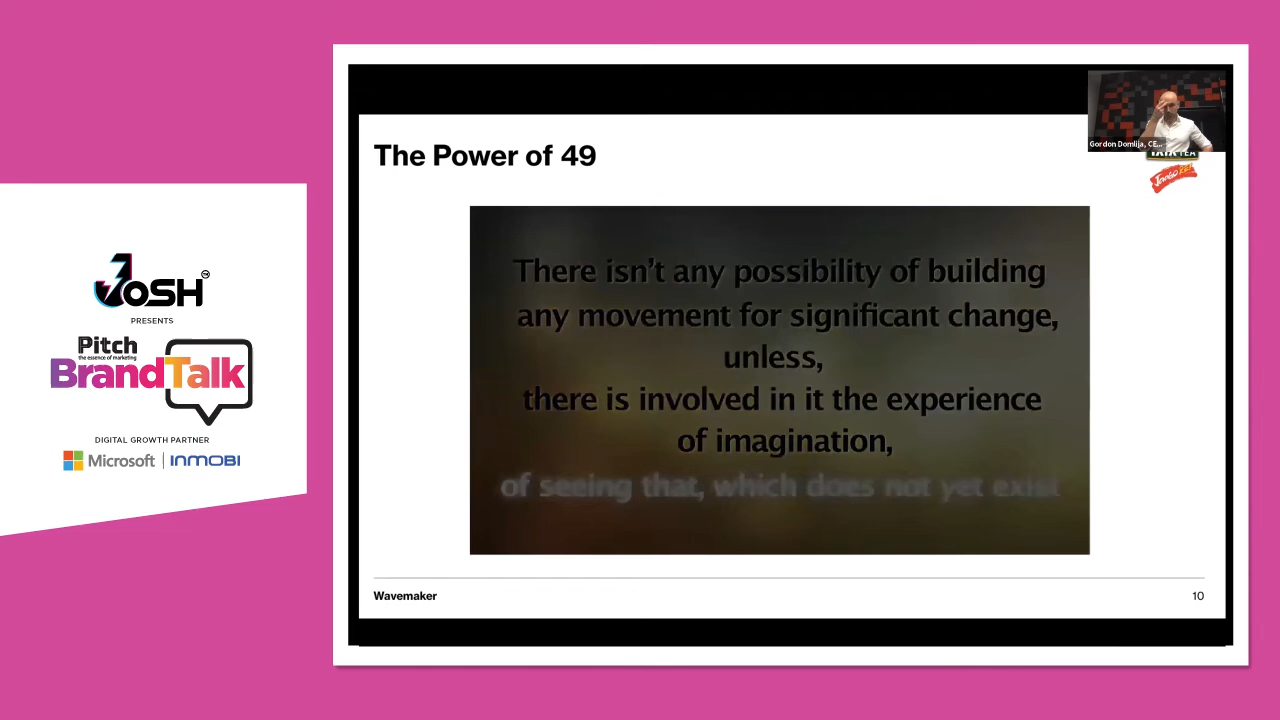 JOSH
TM
PRESENTS
Pitch
the essence of marketing
BrandTalk
DIGITAL GROWTH PARTNER
Microsoft | INMOBI
The Power of 49
Gordon Domlija, CE...
There isn't any possibility of building
any movement for significant change,
unless,
there is involved in it the experience
of imagination,
of seeing that, which does not yet exist
Wavemaker
10